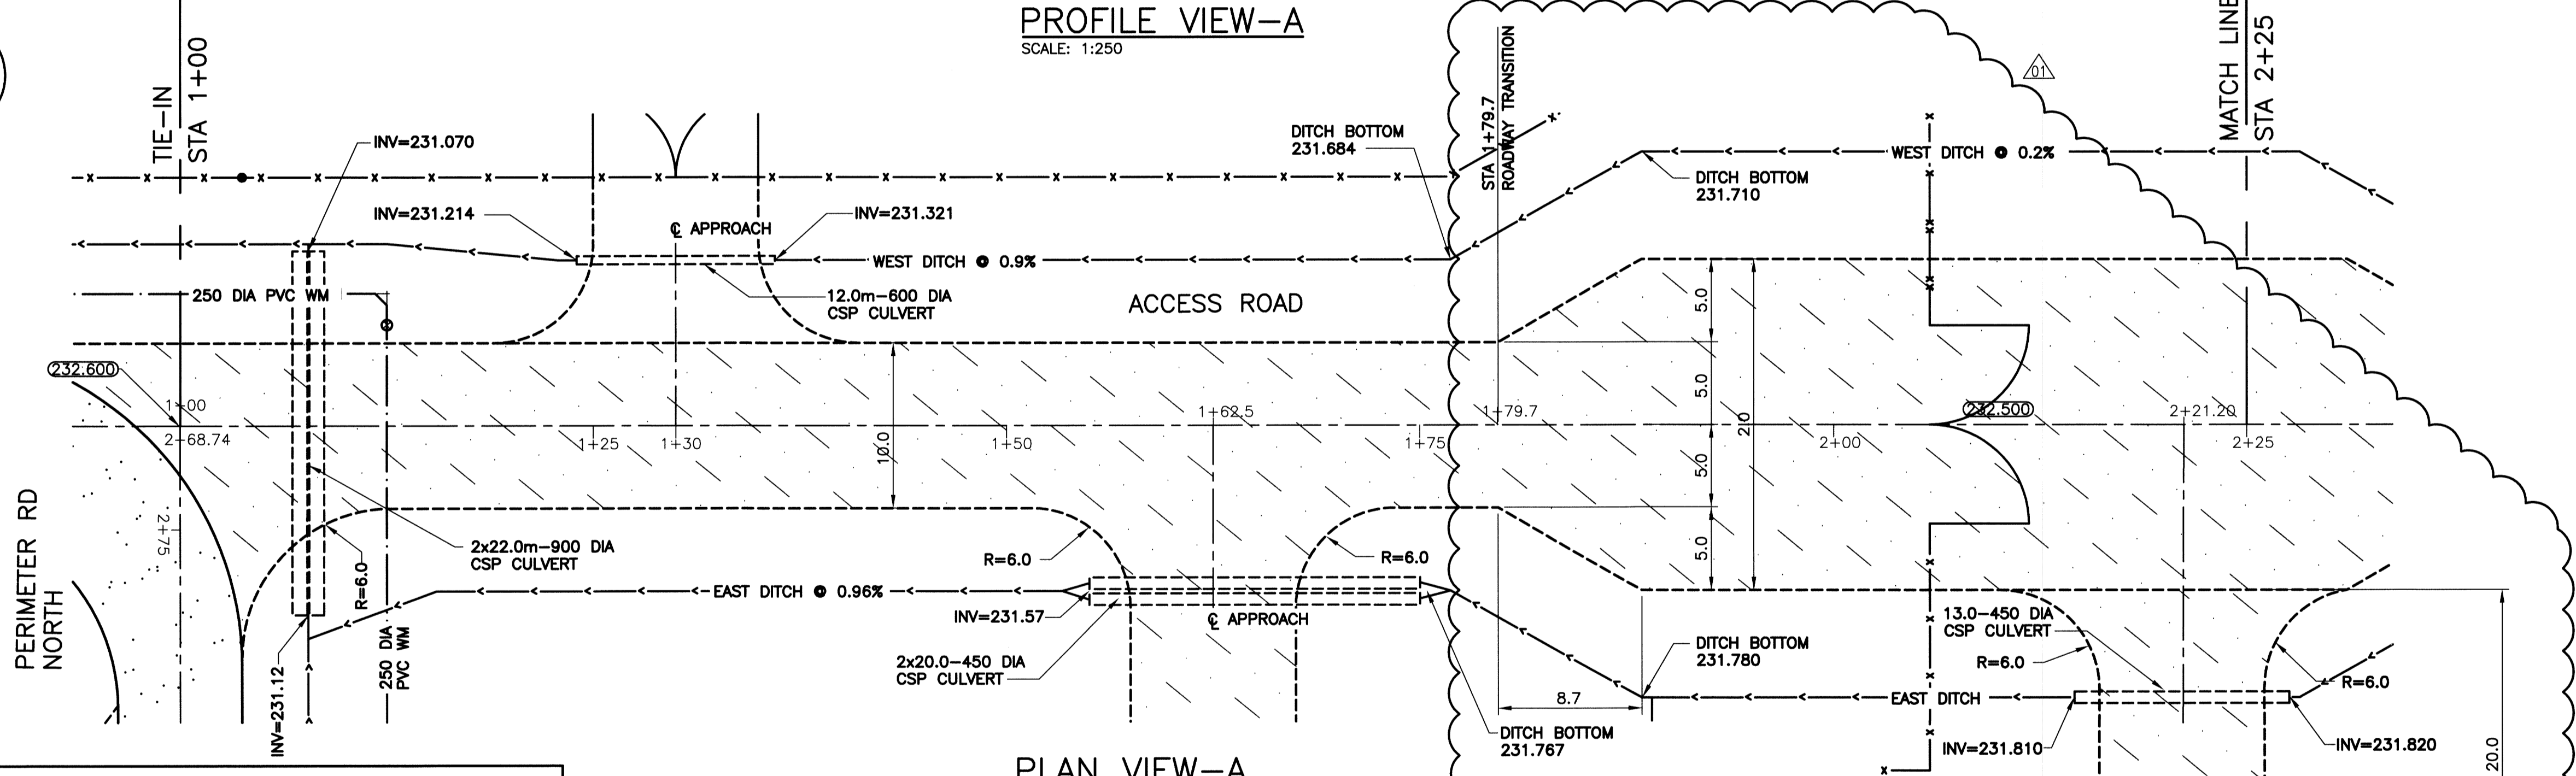 PROFILE VIEW-A
SCALE: 1:250
TIE-IN
STA 1+00
MATCH LINE
STA 2+25
01
STA 1+79.7
ROADWAY TRANSITION
INV=231.070
DITCH BOTTOM
231.684
WEST DITCH @ 0.2%
DITCH BOTTOM
231.710
INV=231.214
℄ APPROACH
INV=231.321
WEST DITCH @ 0.9%
250 DIA PVC WM
12.0m-600 DIA
CSP CULVERT
ACCESS ROAD
5.0
232.600
5.0
1+00
2+68.74
1+25
1+30
10.0
1+50
1+62.5
1+75
1+79.7
2+00
232.500
2+21.20
2+25
5.0
2+75
PERIMETER RD
NORTH
2x22.0m-900 DIA
CSP CULVERT
R=6.0
R=6.0
R=6.0
5.0
EAST DITCH @ 0.96%
INV=231.57
℄ APPROACH
13.0-450 DIA
CSP CULVERT
R=6.0
R=6.0
250 DIA
PVC WM
INV=231.12
2x20.0-450 DIA
CSP CULVERT
DITCH BOTTOM
231.780
8.7
EAST DITCH
DITCH BOTTOM
231.767
INV=231.810
INV=231.820
20.0
PLAN VIEW-A